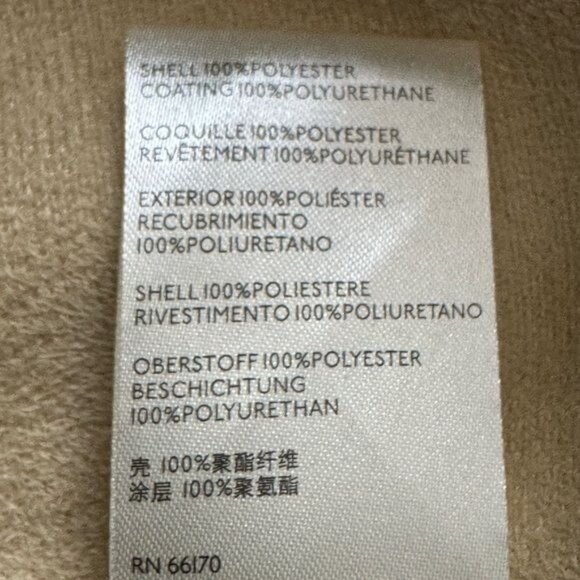 SHELL 100%POLYESTER
COATING 100%POLYURETHANE
COQUILLE 100%POLYESTER
REVÊTEMENT 100%POLYURÉTHANE
EXTERIOR 100%POLIÉSTER
RECUBRIMIENTO
100%POLIURETANO
SHELL 100%POLIESTERE
RIVESTIMENTO 100%POLIURETANO
OBERSTOFF 100%POLYESTER
BESCHICHTUNG
100%POLYURETHAN
壳 100%聚酯纤维
涂层 100%聚氨酯
RN 66170